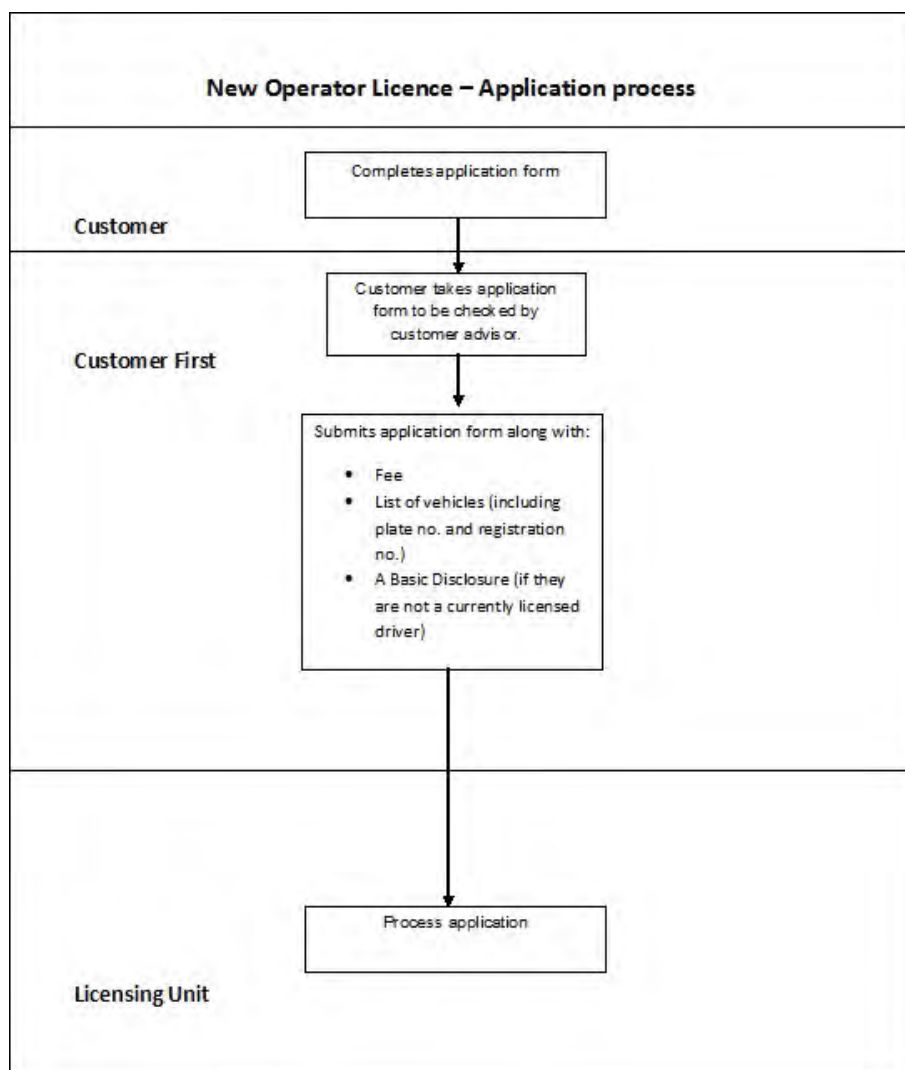 New Operator Licence – Application process
Completes application form
Customer
Customer takes application
form to be checked by
customer advisor.
Customer First
Submits application form along with:
• Fee
• List of vehicles (including
plate no. and registration
no.)
• A Basic Disclosure (if they
are not a currently licensed
driver)
Process application
Licensing Unit